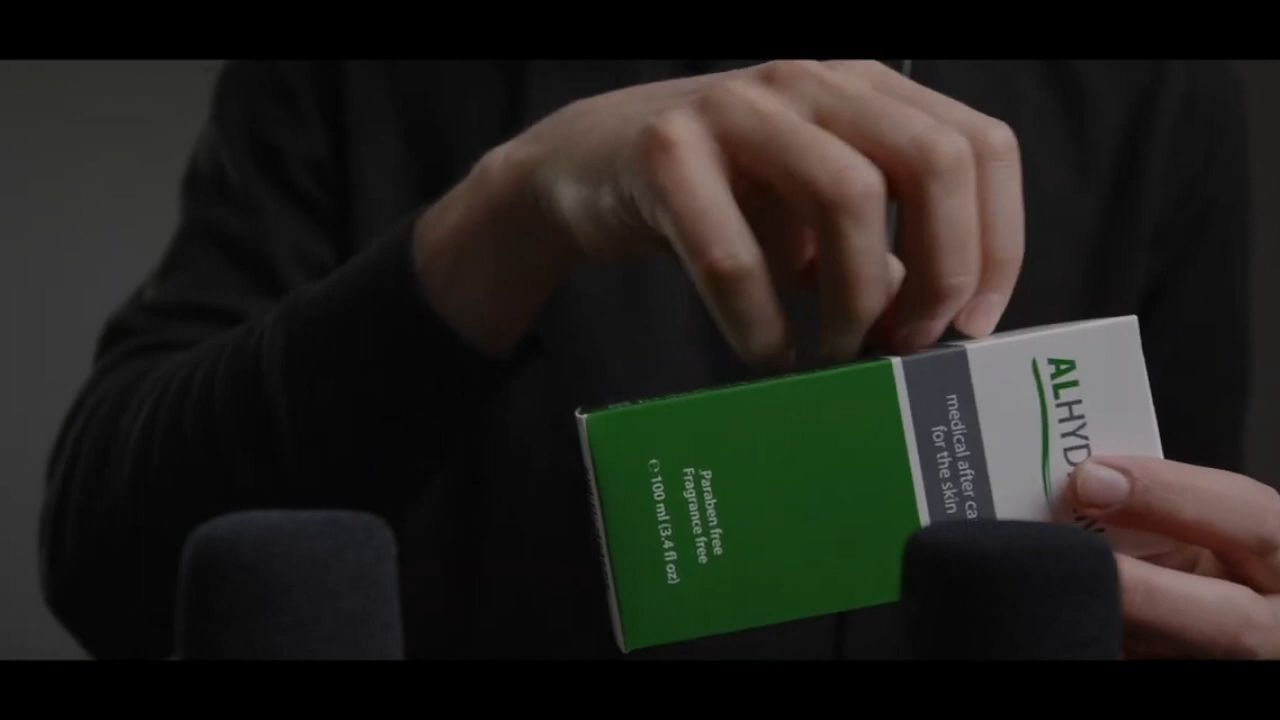 ALHYD
medical after ca
for the skin
Paraben free
Fragrance free
℮ 100 ml (3.4 fl oz)